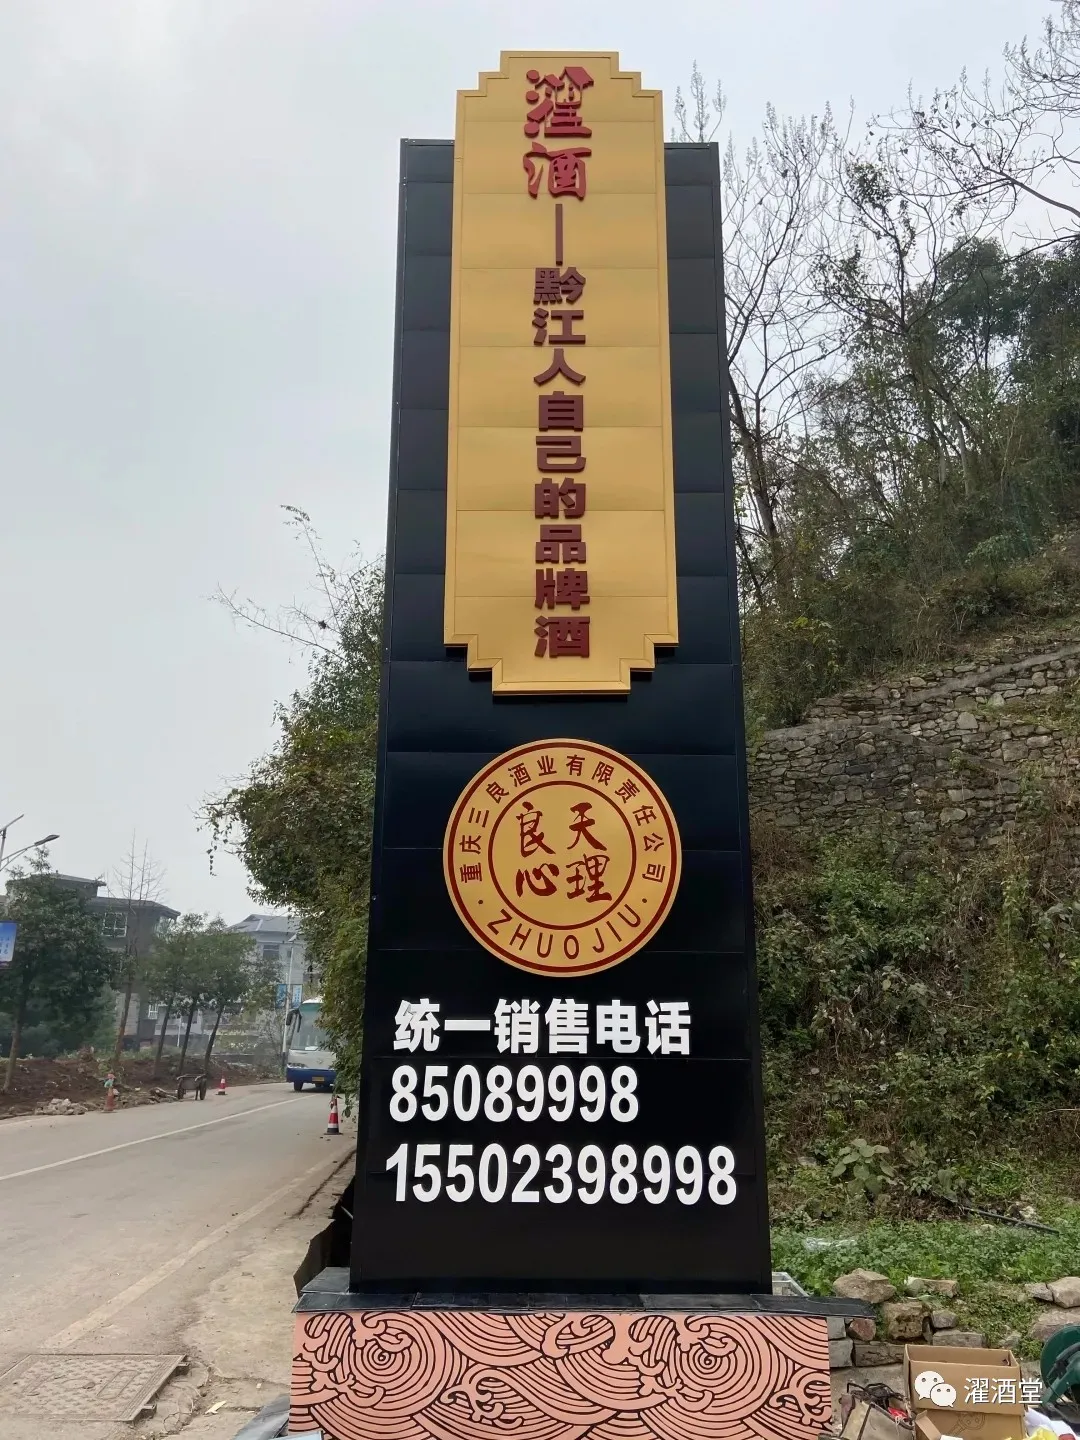 濯酒——黔江人自己的品牌酒
重庆三良酒业有限责任公司
天理
良心
·ZHUOJIU·
统一销售电话
85089998
15502398998
濯酒堂